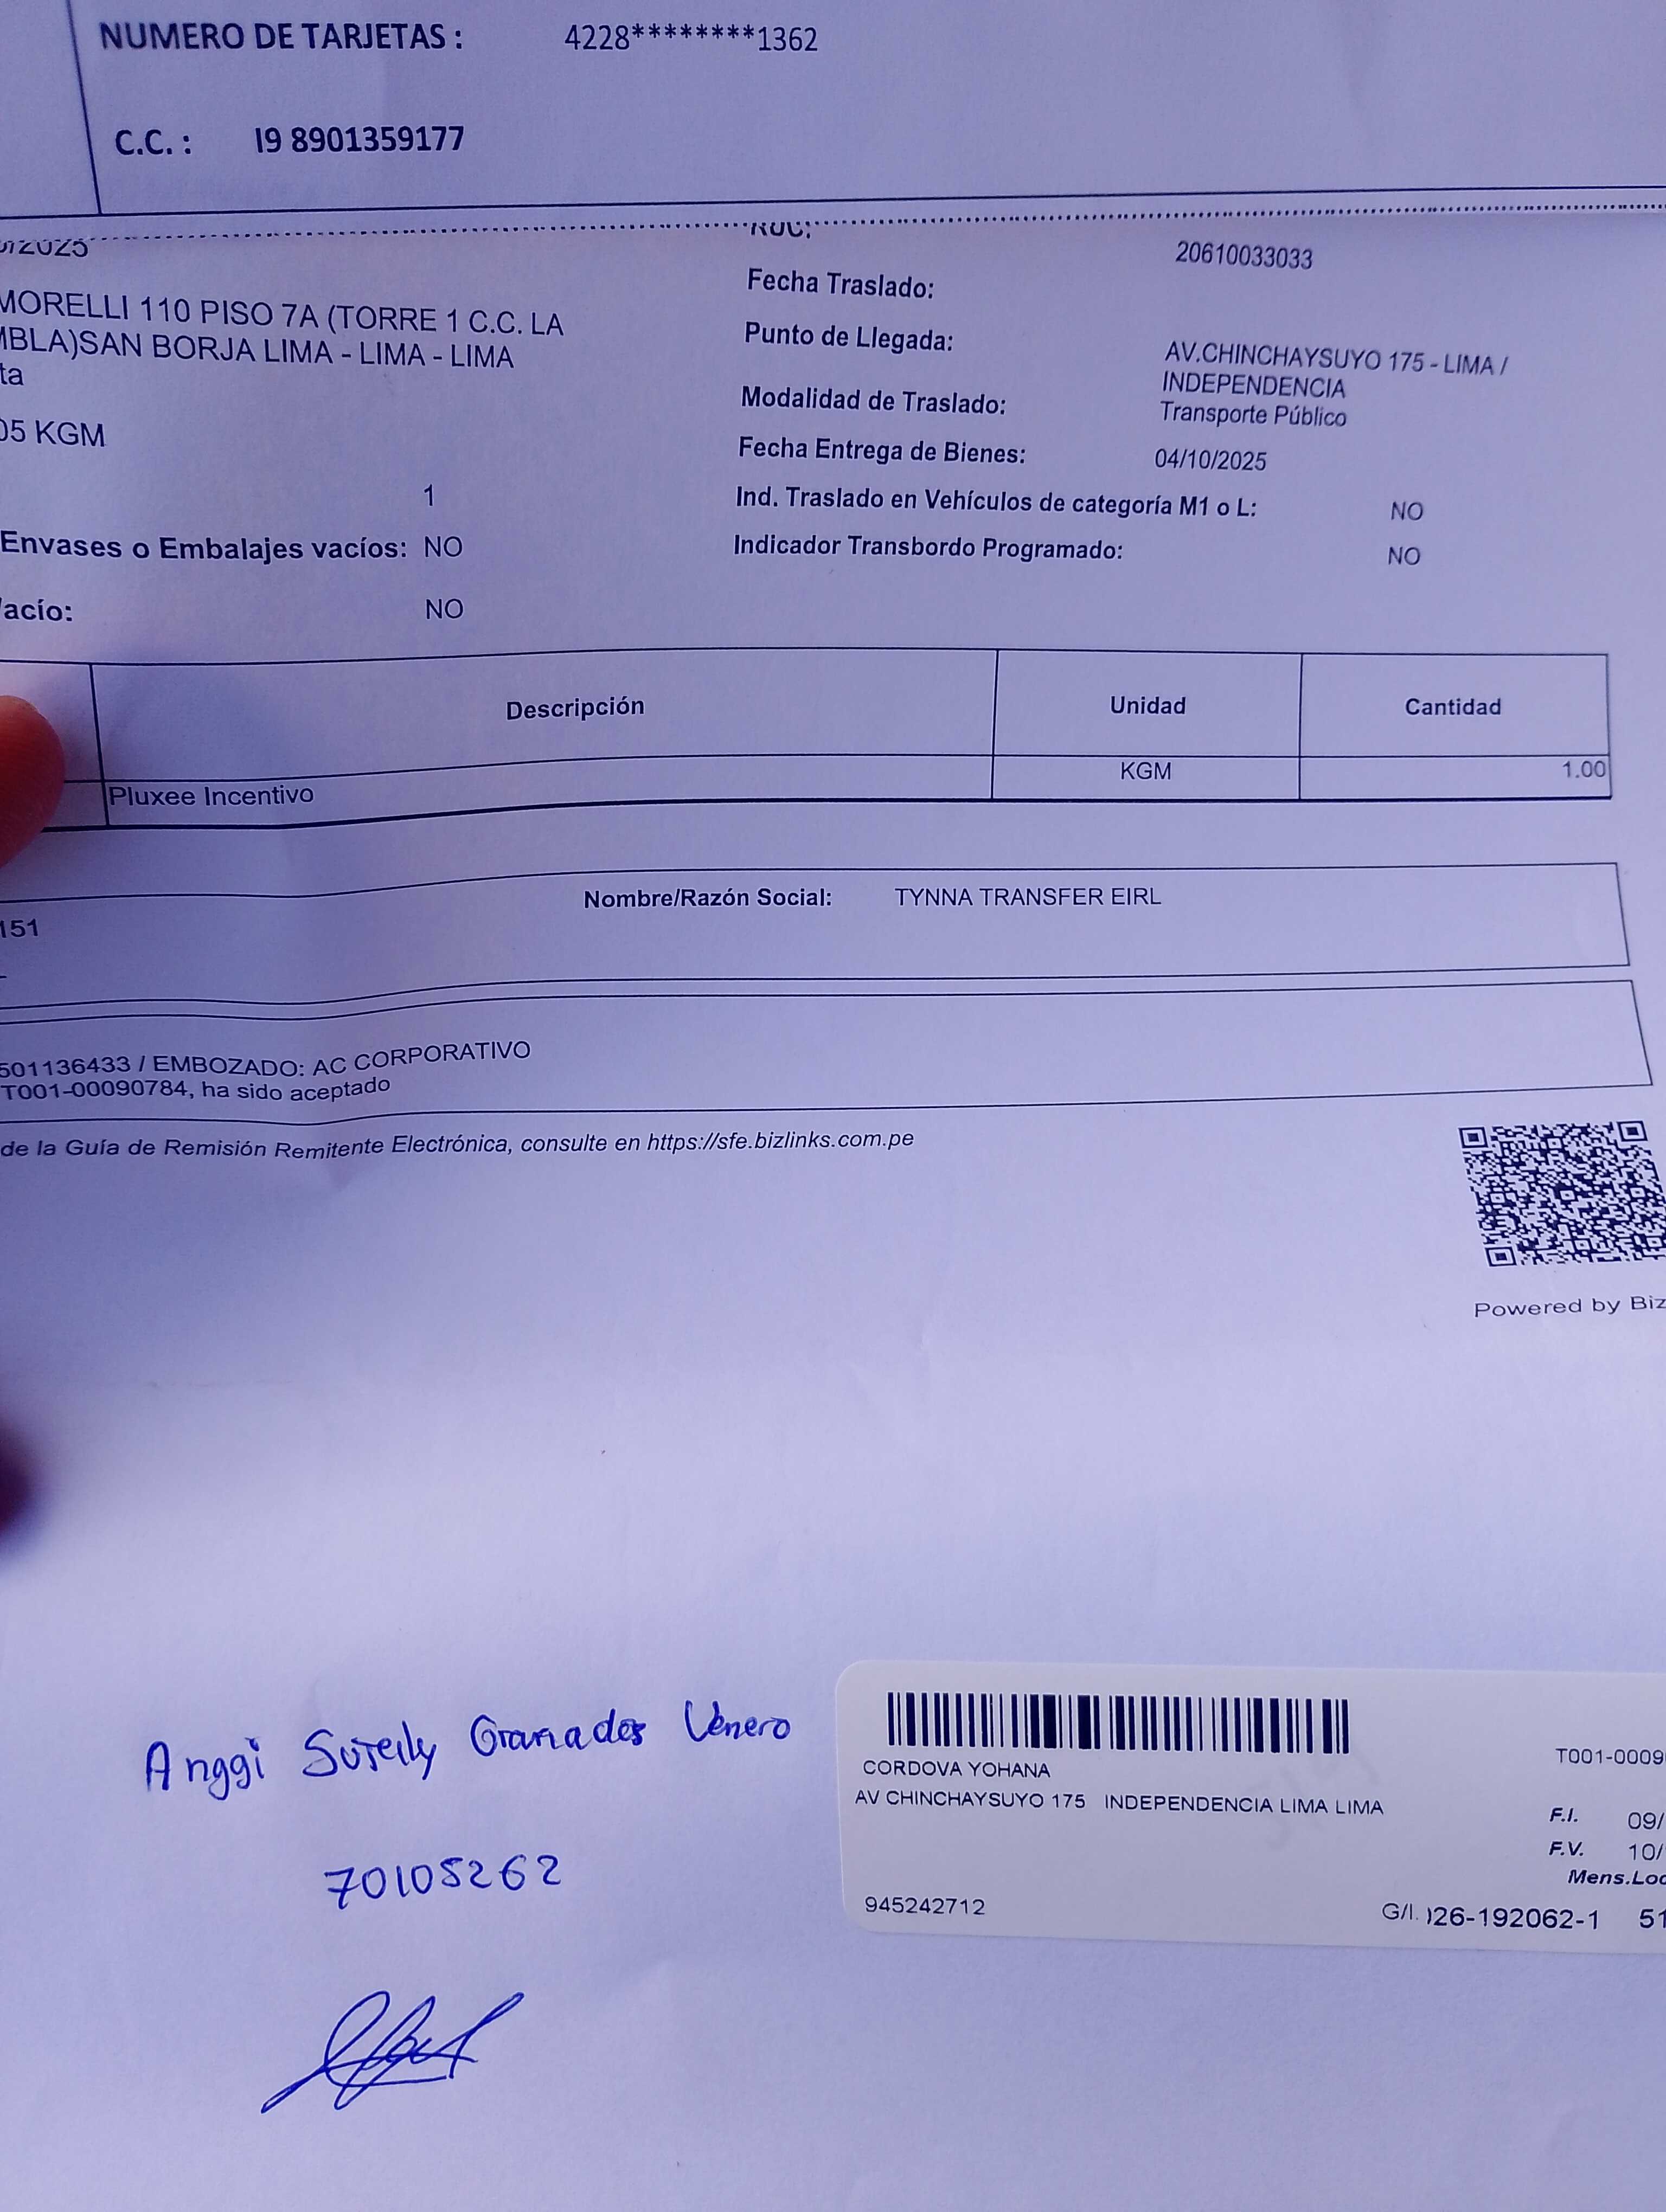 NUMERO DE TARJETAS : 4228********1362
C.C. : I9 8901359177
RUC: 20610033033
Fecha Traslado:
MORELLI 110 PISO 7A (TORRE 1 C.C. LA
MBLA)SAN BORJA LIMA - LIMA - LIMA
ta
Punto de Llegada: AV.CHINCHAYSUYO 175 - LIMA /
INDEPENDENCIA
Modalidad de Traslado: Transporte Público
05 KGM
Fecha Entrega de Bienes: 04/10/2025
1
Ind. Traslado en Vehículos de categoría M1 o L: NO
Envases o Embalajes vacíos: NO
Indicador Transbordo Programado: NO
acío: NO
Descripción Unidad Cantidad
Pluxee Incentivo KGM 1.00
Nombre/Razón Social: TYNNA TRANSFER EIRL
151
501136433 / EMBOZADO: AC CORPORATIVO
T001-00090784, ha sido aceptado
de la Guía de Remisión Remitente Electrónica, consulte en https://sfe.bizlinks.com.pe
Powered by Biz
Anggi Granados Venero
70105262
CORDOVA YOHANA
AV CHINCHAYSUYO 175 INDEPENDENCIA LIMA LIMA
945242712
T001-0009
F.I. 09/
F.V. 10/
Mens.Loc
G/I. 026-192062-1 51